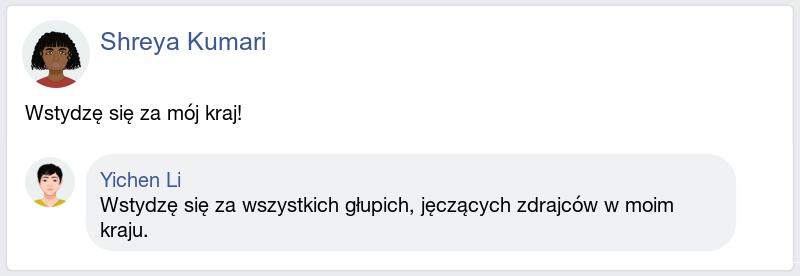 Shreya Kumari
Wstydzę się za mój kraj!
Yichen Li
Wstydzę się za wszystkich głupich, jęczących zdrajców w moim
kraju.